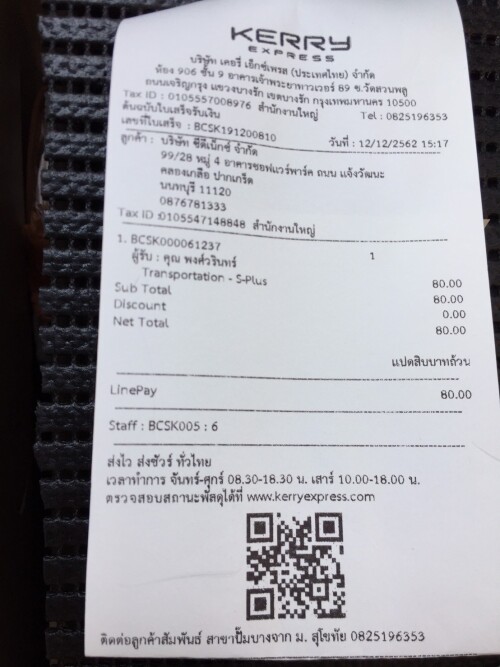 KERRY
EXPRESS
บริษัท เคอรี่ เอ็กซ์เพรส (ประเทศไทย) จำกัด
ห้อง 906 ชั้น 9 อาคารเจ้าพระยาทาวเวอร์ 89 ซ.วัดสวนพลู
ถนนเจริญกรุง แขวงบางรัก เขตบางรัก กรุงเทพมหานคร 10500
Tax ID : 0105557008976 สำนักงานใหญ่ Tel : 0825196353
ต้นฉบับใบเสร็จรับเงิน
เลขที่ใบเสร็จ : BCSK191200810 วันที่ : 12/12/2562 15:17
ลูกค้า : บริษัท ซีดีเน็กซ์ จำกัด
99/28 หมู่ 4 อาคารซอฟแวร์พาร์ค ถนน แจ้งวัฒนะ
คลองเกลือ ปากเกร็ด
นนทบุรี 11120
0876781333
Tax ID :0105547148848 สำนักงานใหญ่
1. BCSK000061237 1
ผู้รับ : คุณ พงศ์วรินทร์
Transportation - S-Plus 80.00
Sub Total 80.00
Discount 0.00
Net Total 80.00
แปดสิบบาทถ้วน
LinePay 80.00
Staff : BCSK005 : 6
ส่งไว ส่งชัวร์ ทั่วไทย
เวลาทำการ จันทร์-ศุกร์ 08.30-18.30 น. เสาร์ 10.00-18.00 น.
ตรวจสอบสถานะพัสดุได้ที่ www.kerryexpress.com
ติดต่อลูกค้าสัมพันธ์ สาขาปั๊มบางจาก ม. สุโขทัย 0825196353